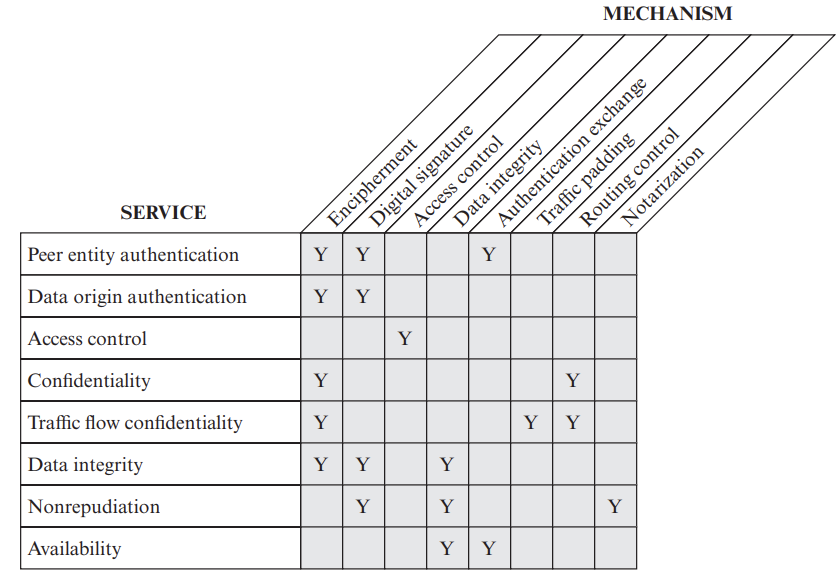 MECHANISM
Encipherment
Digital signature
Access control
Data integrity
Authentication exchange
Traffic padding
Routing control
Notarization
SERVICE
Peer entity authentication Y Y Y
Data origin authentication Y Y
Access control Y
Confidentiality Y Y
Traffic flow confidentiality Y Y Y
Data integrity Y Y Y
Nonrepudiation Y Y Y
Availability Y Y